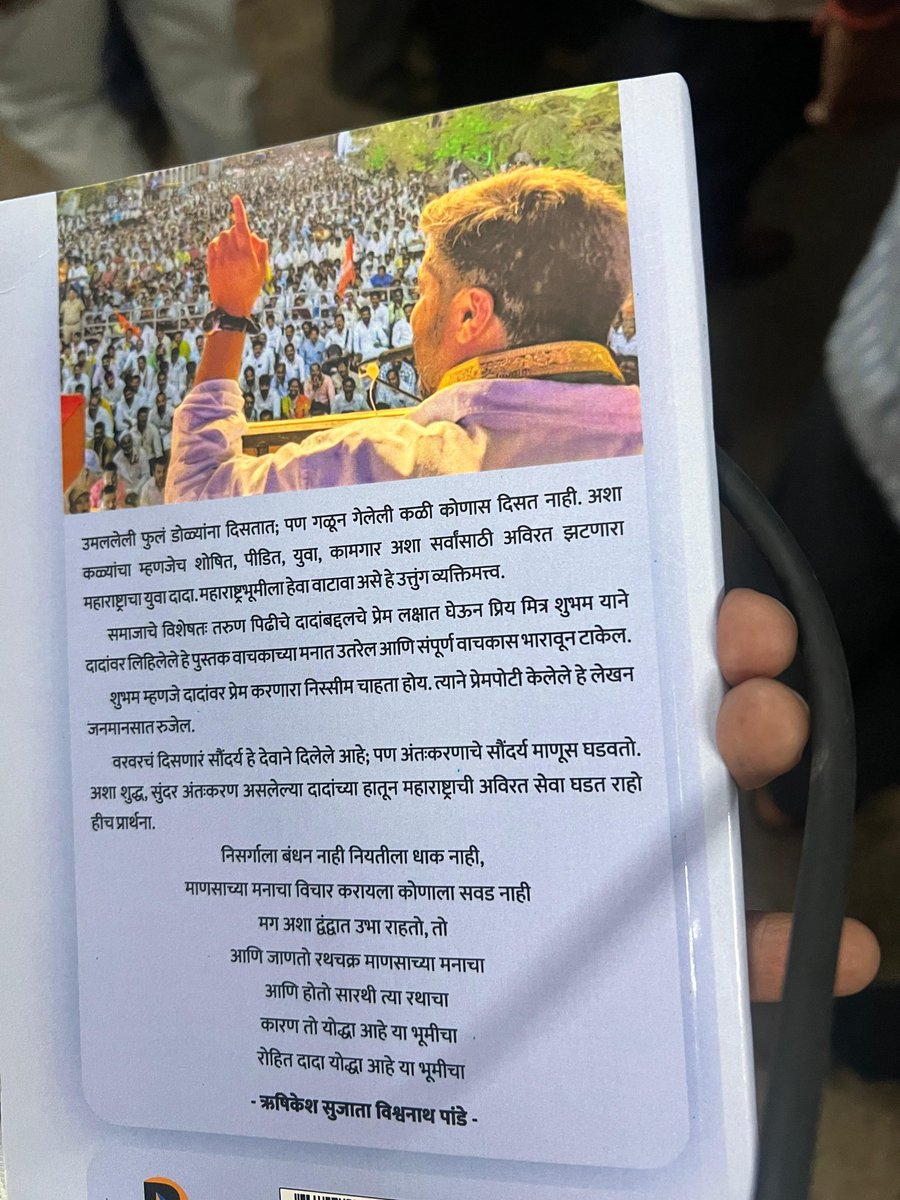 उमललेली फुलं डोळ्यांना दिसतात; पण गळून गेलेली कळी कोणास दिसत नाही. अशा
कळ्यांचा म्हणजेच शोषित, पीडित, युवा, कामगार अशा सर्वांसाठी अविरत झटणारा
महाराष्ट्राचा युवा दादा. महाराष्ट्रभूमीला हेवा वाटावा असे हे उत्तुंग व्यक्तिमत्त्व.
समाजाचे विशेषतः तरुण पिढीचे दादांबद्दलचे प्रेम लक्षात घेऊन प्रिय मित्र शुभम याने
दादांवर लिहिलेले हे पुस्तक वाचकाच्या मनात उतरेल आणि संपूर्ण वाचकास भारावून टाकेल.
शुभम म्हणजे दादांवर प्रेम करणारा निस्सीम चाहता होय. त्याने प्रेमपोटी केलेले हे लेखन
जनमानसात रुजेल.
वरवरचं दिसणारं सौंदर्य हे देवाने दिलेले आहे; पण अंतःकरणाचे सौंदर्य माणूस घडवतो.
अशा शुद्ध, सुंदर अंतःकरण असलेल्या दादांच्या हातून महाराष्ट्राची अविरत सेवा घडत राहो
हीच प्रार्थना.
निसर्गाला बंधन नाही नियतीला धाक नाही,
माणसाच्या मनाचा विचार करायला कोणाला सवड नाही
मग अशा द्वंद्वात उभा राहतो, तो
आणि जाणतो रथचक्र माणसाच्या मनाचा
आणि होतो सारथी त्या रथाचा
कारण तो योद्धा आहे या भूमीचा
रोहित दादा योद्धा आहे या भूमीचा
- ऋषिकेश सुजाता विश्वनाथ पांडे -